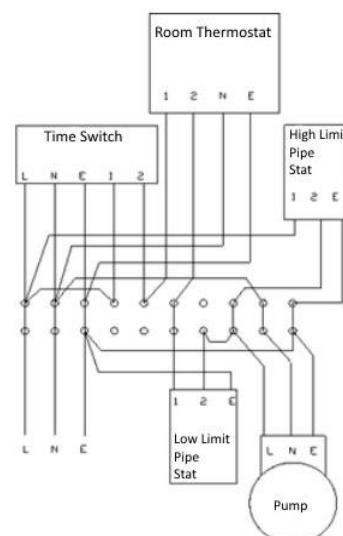 Room Thermostat
1 2 N E
Time Switch
L N E 1 2
High Limi
Pipe
Stat
1 2 E
L N E
1 2 E
Low Limit
Pipe
Stat
L N E
Pump